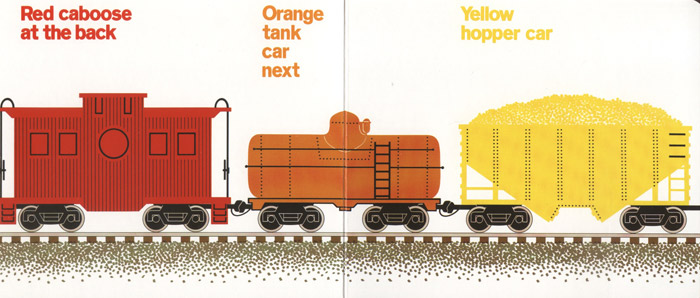 Red caboose
at the back
Orange
tank
car
next
Yellow
hopper car